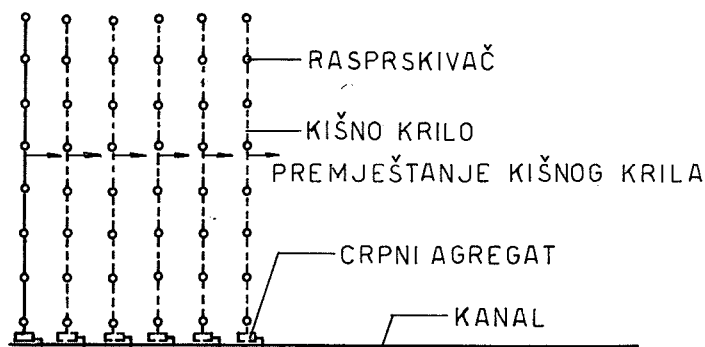 RASPRSKIVAČ
KIŠNO KRILO
PREMJEŠTANJE KIŠNOG KRILA
CRPNI AGREGAT
KANAL